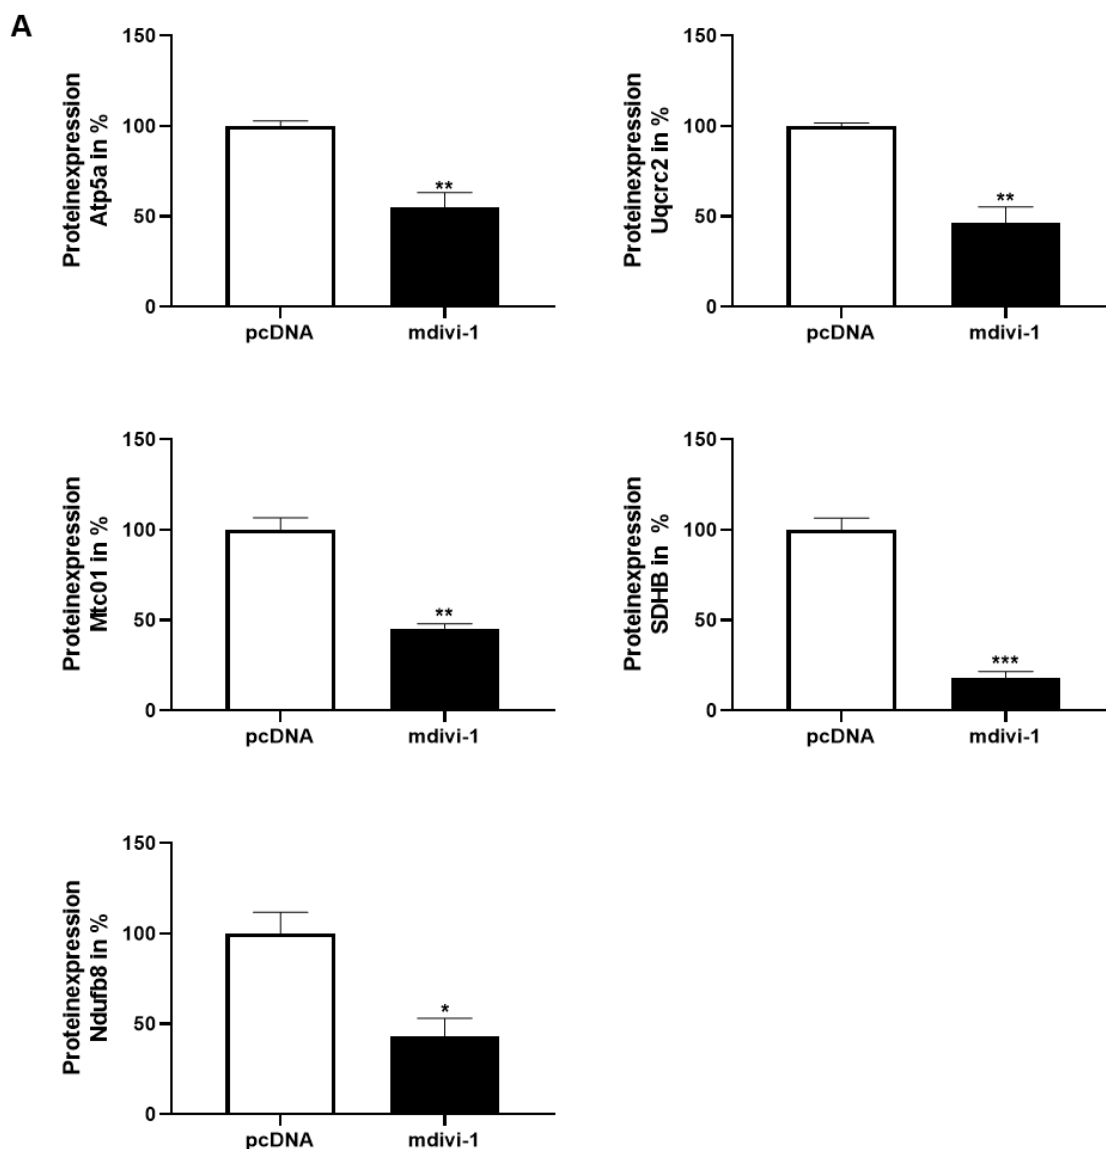 A
Proteinexpression
Atp5a in %
150
100
50
0
**
pcDNA
mdivi-1
Proteinexpression
Uqcrc2 in %
150
100
50
0
**
pcDNA
mdivi-1
Proteinexpression
Mtc01 in %
150
100
50
0
**
pcDNA
mdivi-1
Proteinexpression
SDHB in %
150
100
50
0
***
pcDNA
mdivi-1
Proteinexpression
Ndufb8 in %
150
100
50
0
*
pcDNA
mdivi-1